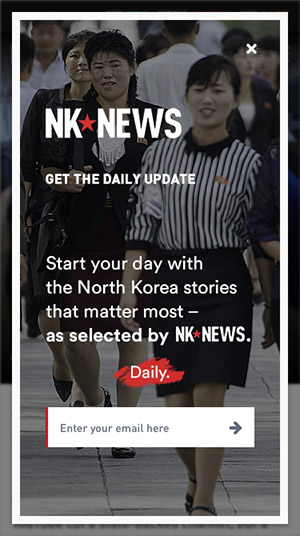 NK★NEWS
GET THE DAILY UPDATE
Start your day with
the North Korea stories
that matter most –
as selected by NK★NEWS.
Daily.
Enter your email here